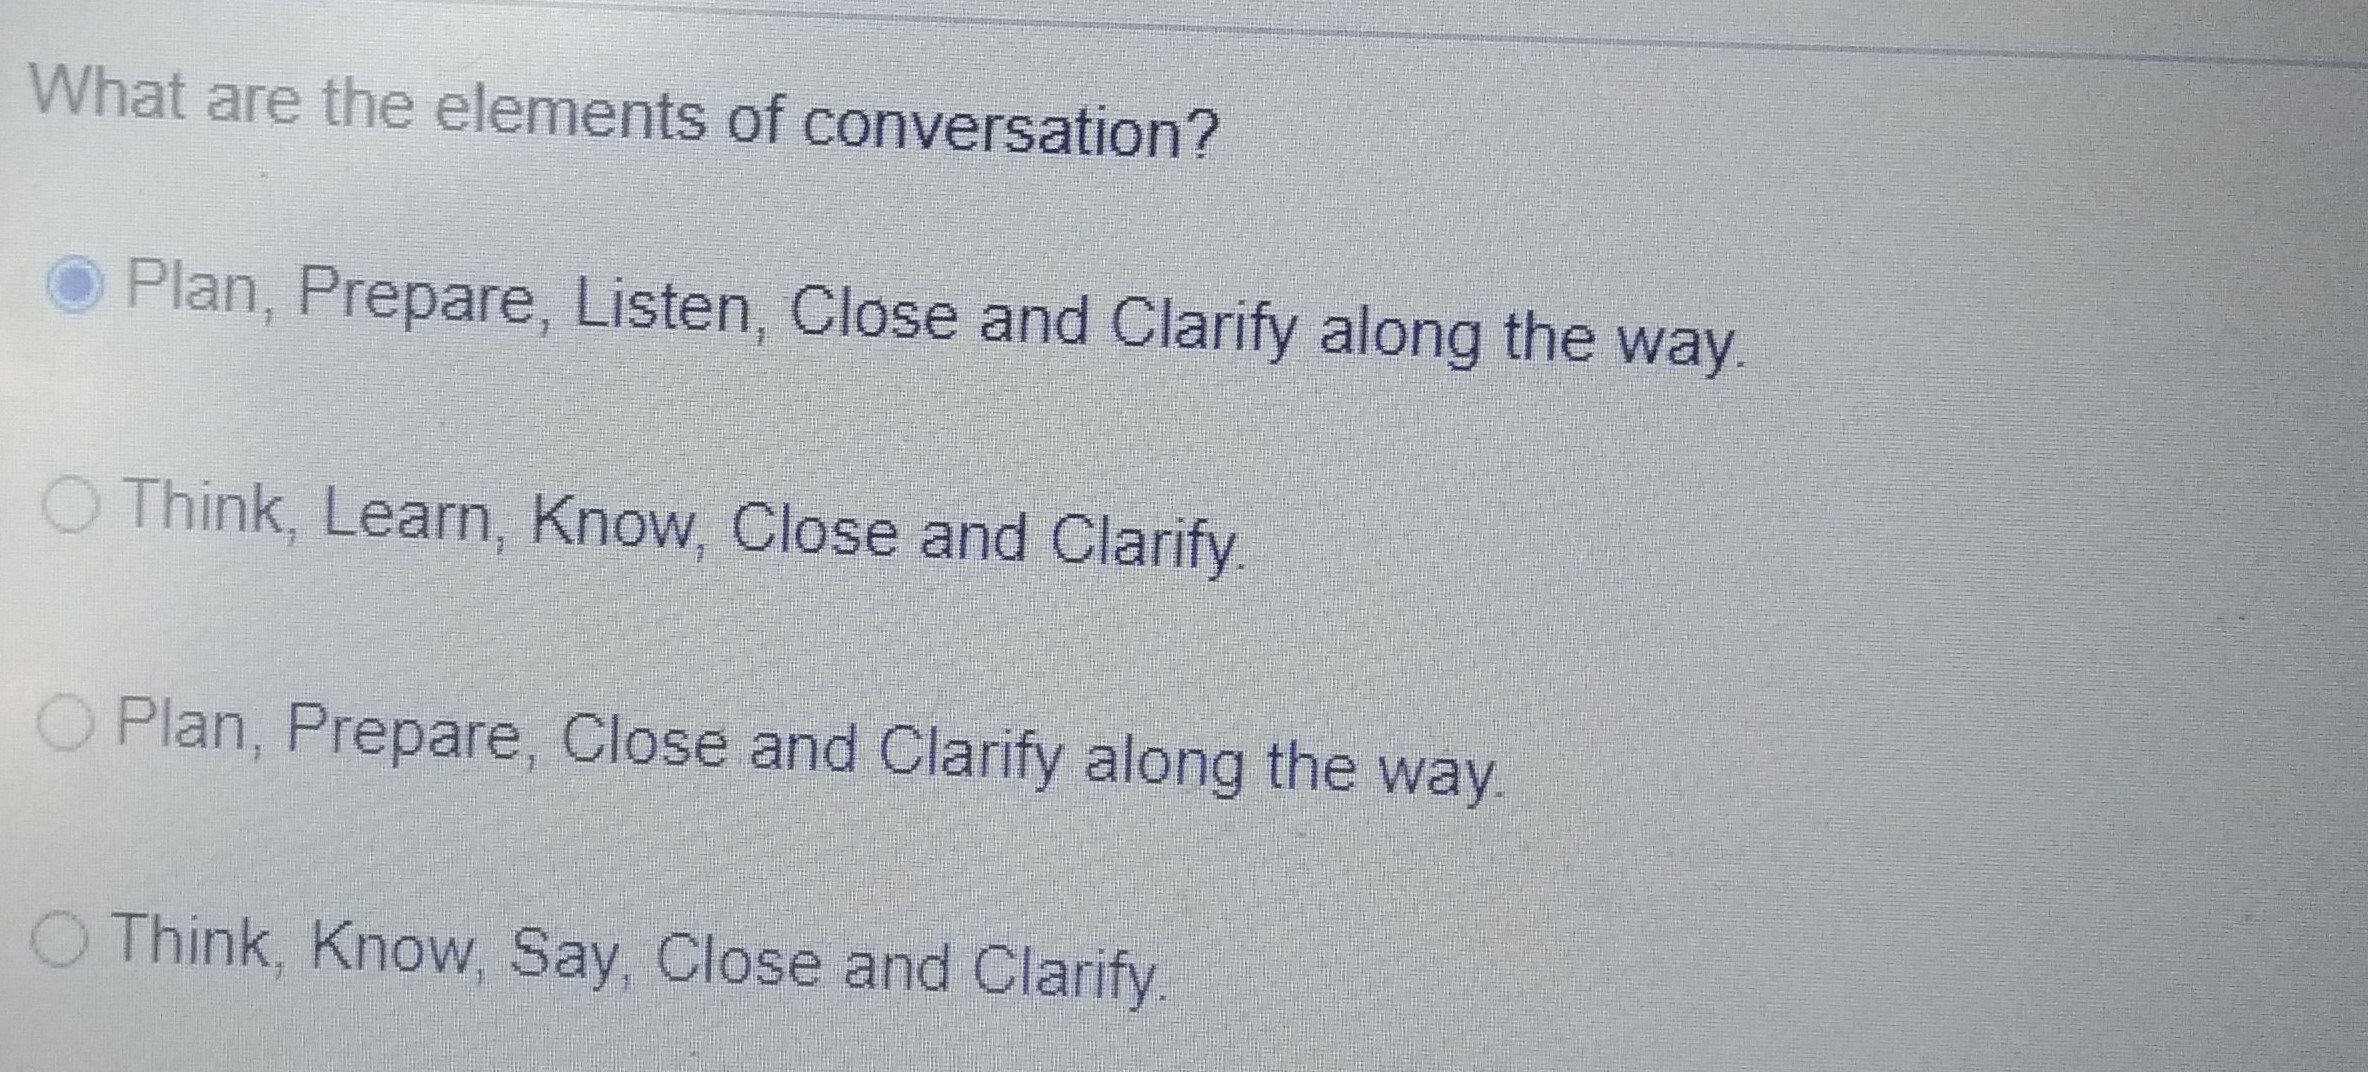 What are the elements of conversation?
Plan, Prepare, Listen, Close and Clarify along the way.
Think, Learn, Know, Close and Clarify.
Plan, Prepare, Close and Clarify along the way.
Think, Know, Say, Close and Clarify.